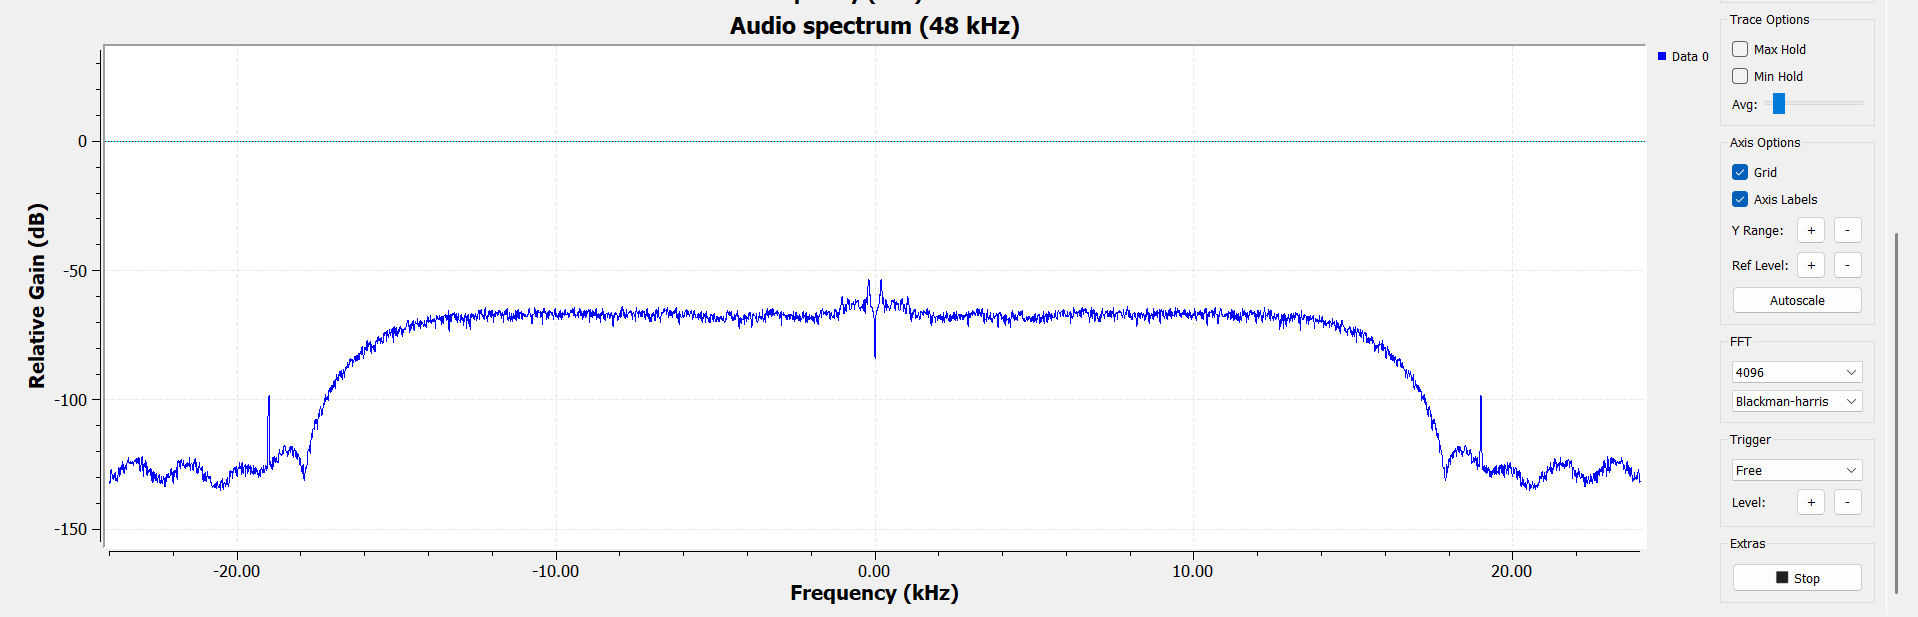 Audio spectrum (48 kHz)
Data 0
Relative Gain (dB)
0
-50
-100
-150
-20.00
-10.00
0.00
10.00
20.00
Frequency (kHz)
Trace Options
Max Hold
Min Hold
Avg:
Axis Options
Grid
Axis Labels
Y Range: + -
Ref Level: + -
Autoscale
FFT
4096
Blackman-harris
Trigger
Free
Level: + -
Extras
Stop